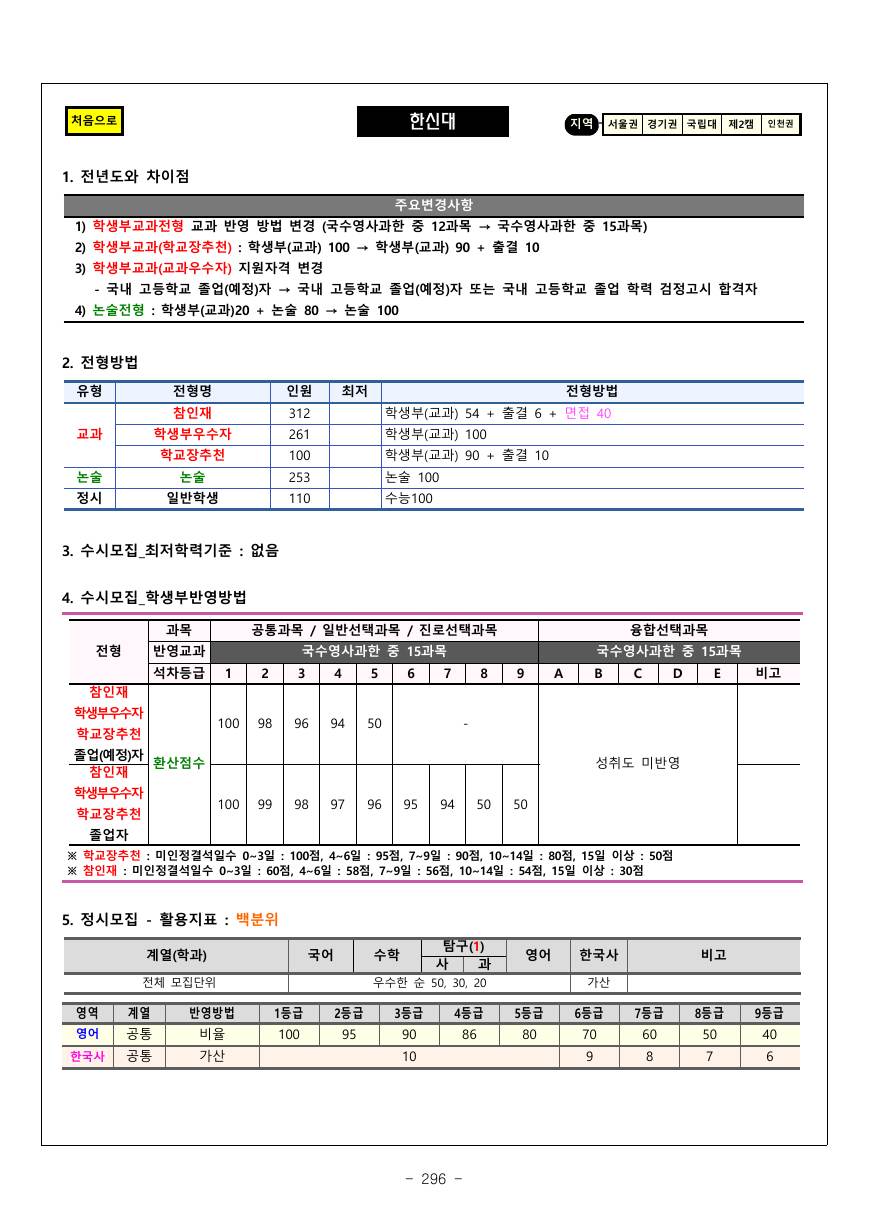 처음으로
한신대
지역 서울권 경기권 국립대 제2캠 인천권
1. 전년도와 차이점
주요변경사항
1) 학생부교과전형 교과 반영 방법 변경 (국수영사과한 중 12과목 → 국수영사과한 중 15과목)
2) 학생부교과(학교장추천) : 학생부(교과) 100 → 학생부(교과) 90 + 출결 10
3) 학생부교과(교과우수자) 지원자격 변경
- 국내 고등학교 졸업(예정)자 → 국내 고등학교 졸업(예정)자 또는 국내 고등학교 졸업 학력 검정고시 합격자
4) 논술전형 : 학생부(교과)20 + 논술 80 → 논술 100
2. 전형방법
유형 전형명 인원 최저 전형방법
참인재 312 학생부(교과) 54 + 출결 6 + 면접 40
교과 학생부우수자 261 학생부(교과) 100
학교장추천 100 학생부(교과) 90 + 출결 10
논술 논술 253 논술 100
정시 일반학생 110 수능100
3. 수시모집_최저학력기준 : 없음
4. 수시모집_학생부반영방법
과목 공통과목 / 일반선택과목 / 진로선택과목 융합선택과목
전형 반영교과 국수영사과한 중 15과목 국수영사과한 중 15과목
석차등급 1 2 3 4 5 6 7 8 9 A B C D E 비고
참인재
학생부우수자
학교장추천
졸업(예정)자
100 98 96 94 50 -
환산점수
성취도 미반영
참인재
학생부우수자
학교장추천
졸업자
100 99 98 97 96 95 94 50 50
※ 학교장추천 : 미인정결석일수 0~3일 : 100점, 4~6일 : 95점, 7~9일 : 90점, 10~14일 : 80점, 15일 이상 : 50점
※ 참인재 : 미인정결석일수 0~3일 : 60점, 4~6일 : 58점, 7~9일 : 56점, 10~14일 : 54점, 15일 이상 : 30점
5. 정시모집 - 활용지표 : 백분위
계열(학과) 국어 수학 탐구(1) 영어 한국사 비고
사 과
전체 모집단위 우수한 순 50, 30, 20 가산
영역 계열 반영방법 1등급 2등급 3등급 4등급 5등급 6등급 7등급 8등급 9등급
영어 공통 비율 100 95 90 86 80 70 60 50 40
한국사 공통 가산 10 9 8 7 6
- 296 -